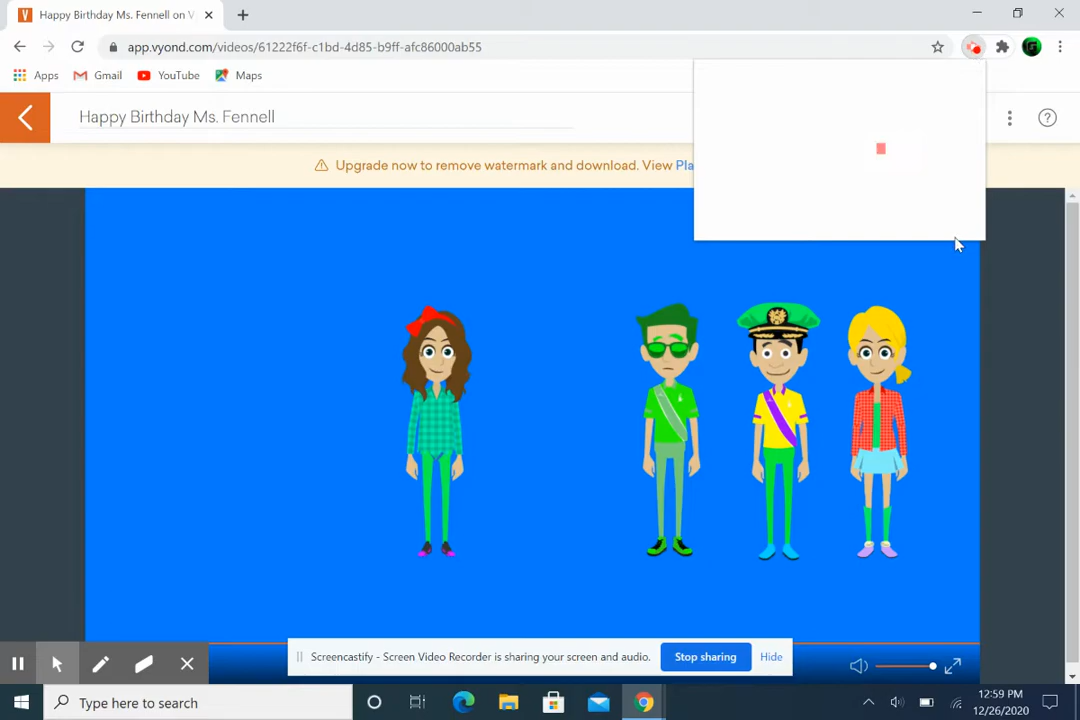 Happy Birthday Ms. Fennell on V
app.vyond.com/videos/61222f6f-c1bd-4d85-b9ff-afc86000ab55
Apps Gmail YouTube Maps
Happy Birthday Ms. Fennell
Upgrade now to remove watermark and download. View Pla
Screencastify - Screen Video Recorder is sharing your screen and audio. Stop sharing Hide
Type here to search
12:59 PM
12/26/2020